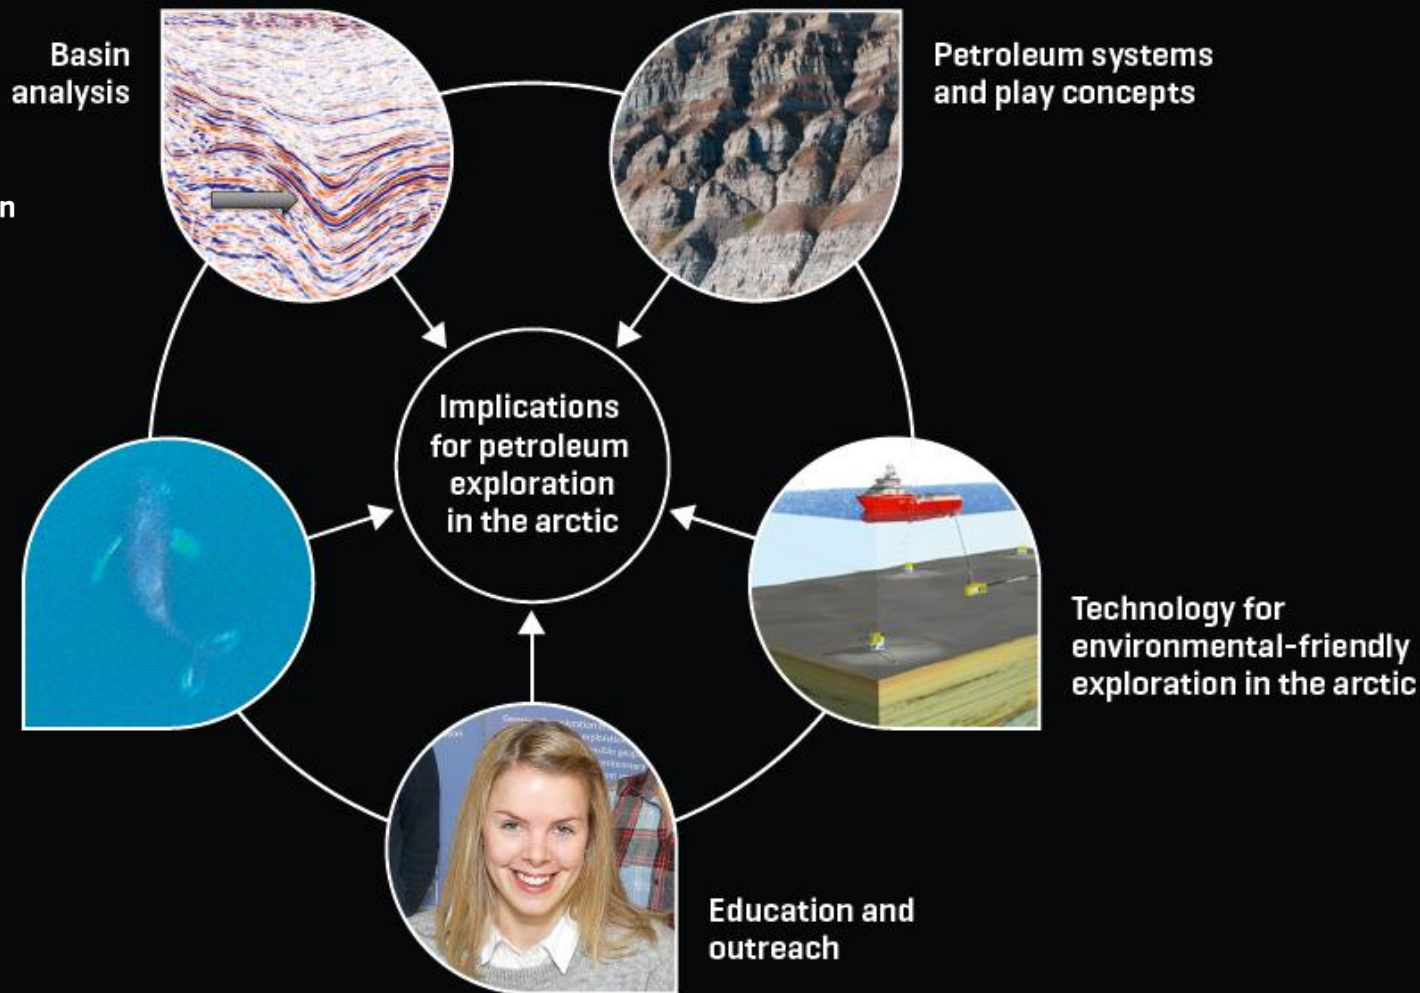 Basin
analysis
Petroleum systems
and play concepts
n
Implications
for petroleum
exploration
in the arctic
Technology for
environmental-friendly
exploration in the arctic
Education and
outreach